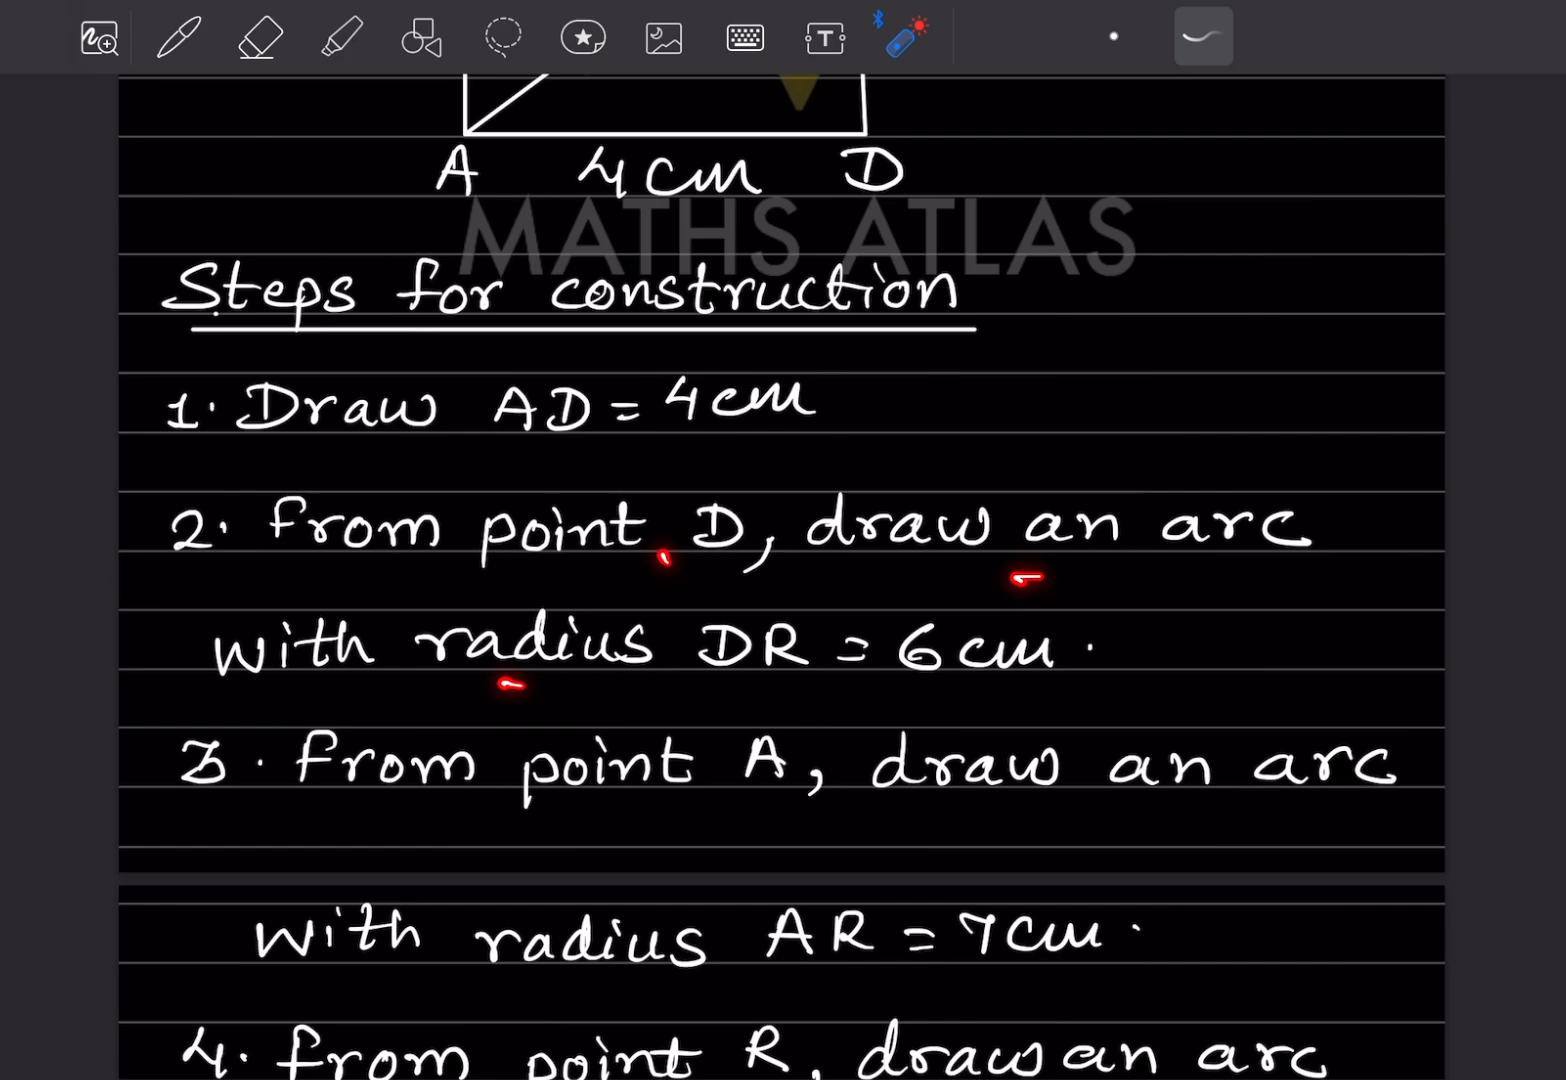 A 4cm D
MATHS ATLAS
Steps for construction
1. Draw AD = 4cm
2. from point D, draw an arc
with radius DR = 6cm.
3. from point A, draw an arc
with radius AR = 7cm.
4. from point R, draw an arc